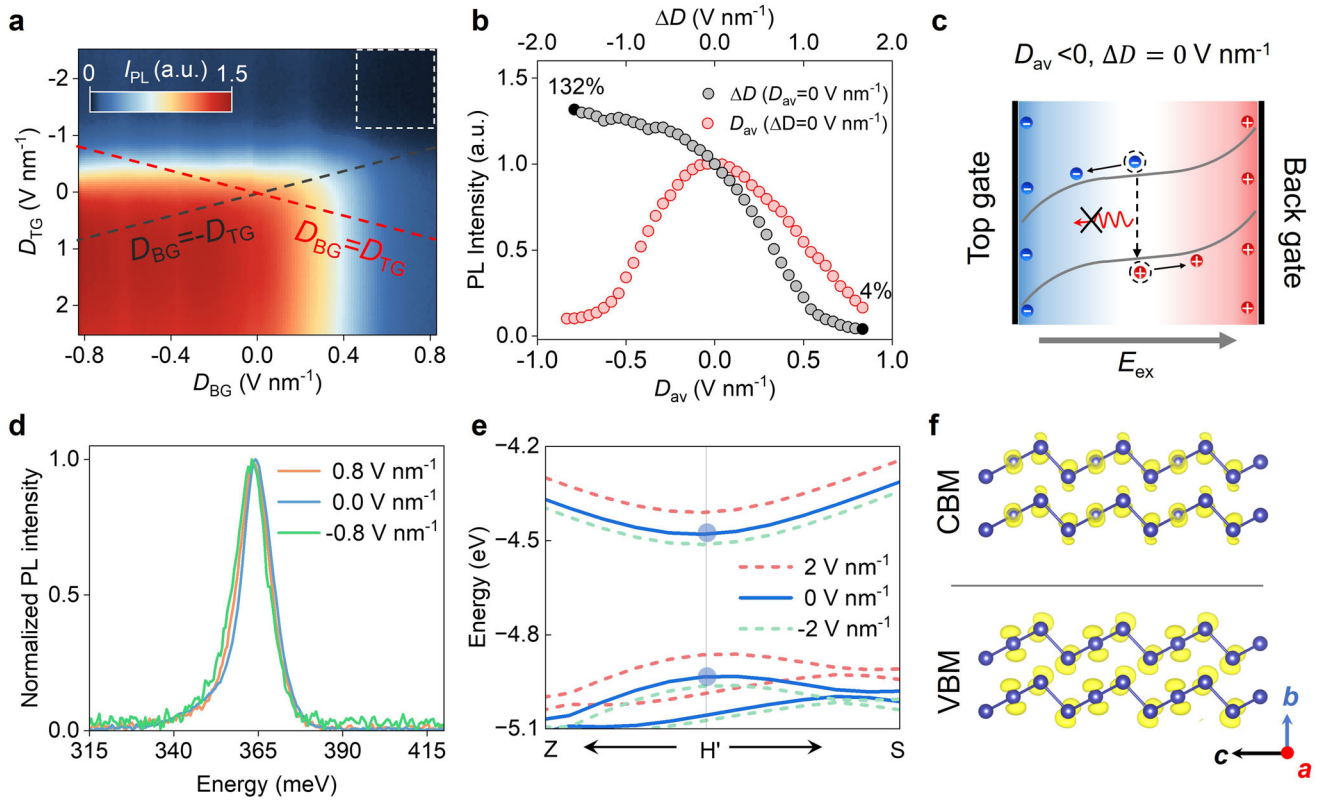 a
0 I_PL (a.u.) 1.5
-2
-1
0
1
2
D_TG (V nm⁻¹)
D_BG=-D_TG
D_BG=D_TG
-0.8 -0.4 0.0 0.4 0.8
D_BG (V nm⁻¹)
b
ΔD (V nm⁻¹)
-2.0 -1.0 0.0 1.0 2.0
1.5
1.0
0.5
0.0
PL Intensity (a.u.)
132%
ΔD (D_av=0 V nm⁻¹)
D_av (ΔD=0 V nm⁻¹)
4%
-1.0 -0.5 0.0 0.5 1.0
D_av (V nm⁻¹)
c
D_av <0, ΔD = 0 V nm⁻¹
Top gate
Back gate
E_ex
d
1.0
0.5
0.0
Normalized PL intensity
0.8 V nm⁻¹
0.0 V nm⁻¹
-0.8 V nm⁻¹
315 340 365 390 415
Energy (meV)
e
−4.2
−4.5
−4.8
−5.1
Energy (eV)
2 V nm⁻¹
0 V nm⁻¹
-2 V nm⁻¹
Z H' S
f
CBM
VBM
b
c
a